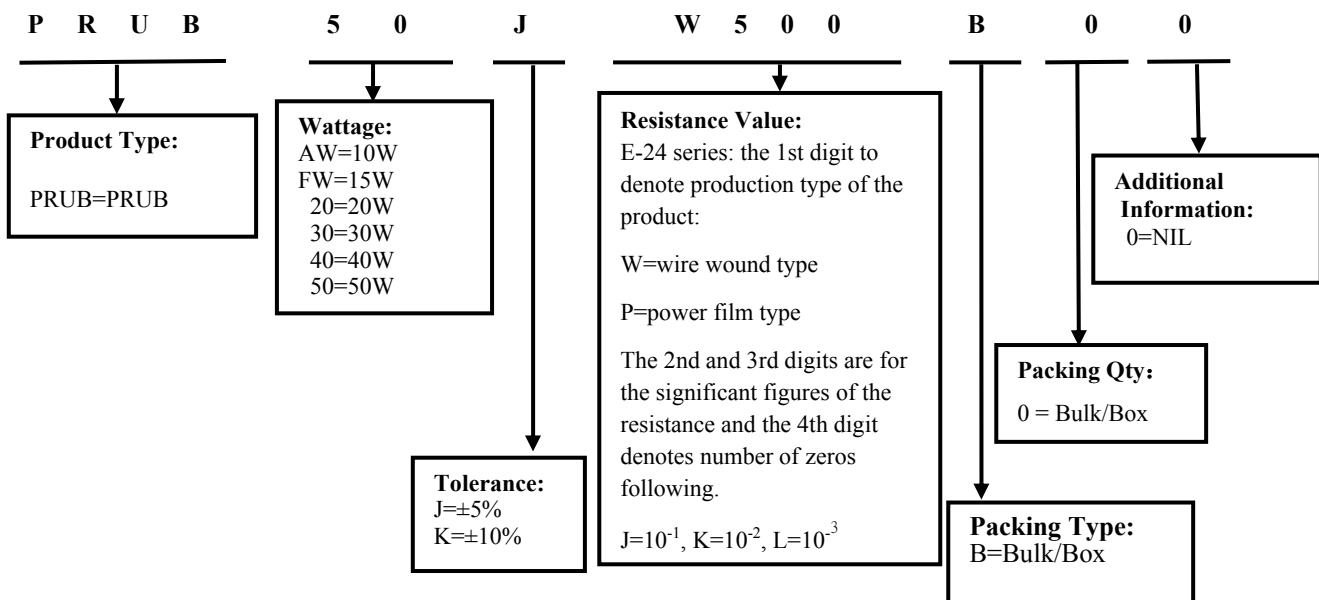 P R U B 5 0 J W 5 0 0 B 0 0
Product Type:
PRUB=PRUB
Wattage:
AW=10W
FW=15W
20=20W
30=30W
40=40W
50=50W
Tolerance:
J=±5%
K=±10%
Resistance Value:
E-24 series: the 1st digit to
denote production type of the
product:
W=wire wound type
P=power film type
The 2nd and 3rd digits are for
the significant figures of the
resistance and the 4th digit
denotes number of zeros
following.
J=10⁻¹, K=10⁻², L=10⁻³
Packing Type:
B=Bulk/Box
Packing Qty：
0 = Bulk/Box
Additional
Information:
0=NIL